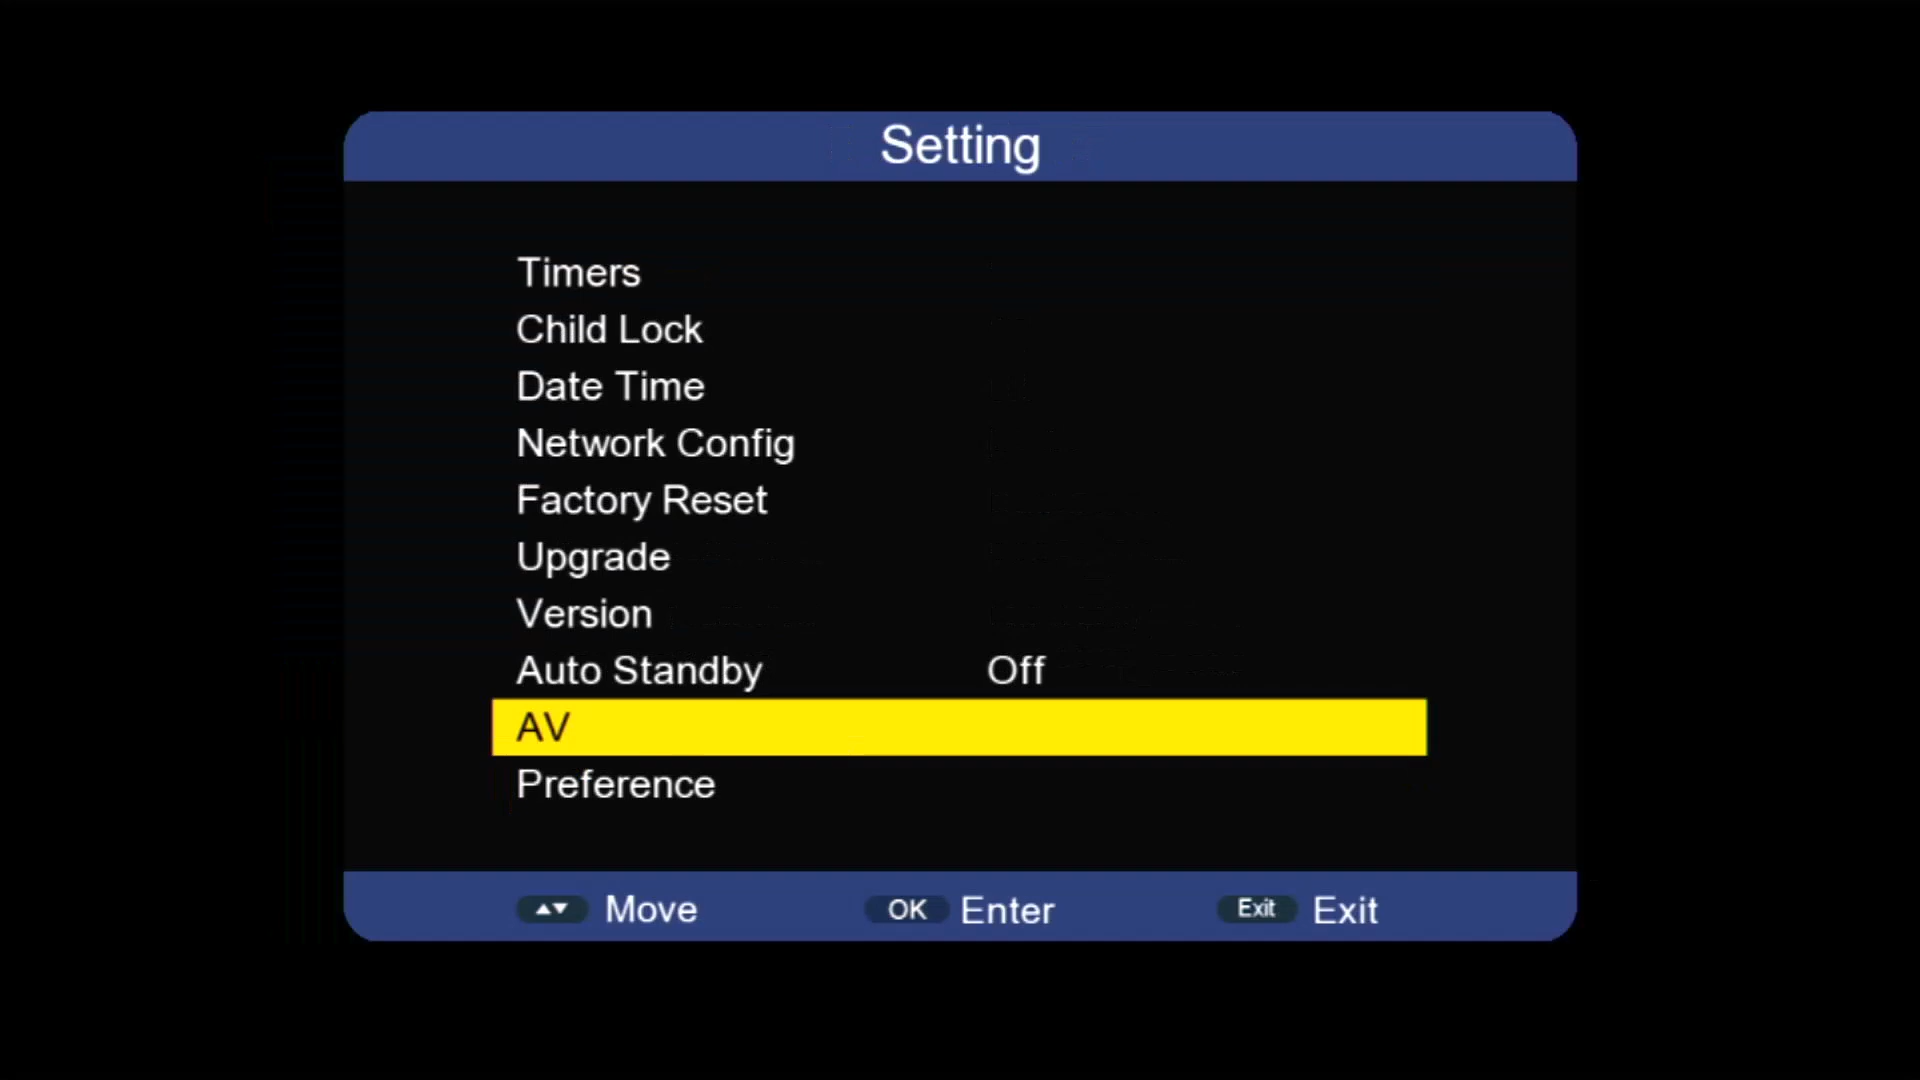 Setting
Timers
Child Lock
Date Time
Network Config
Factory Reset
Upgrade
Version
Auto Standby Off
AV
Preference
▲▼ Move OK Enter Exit Exit